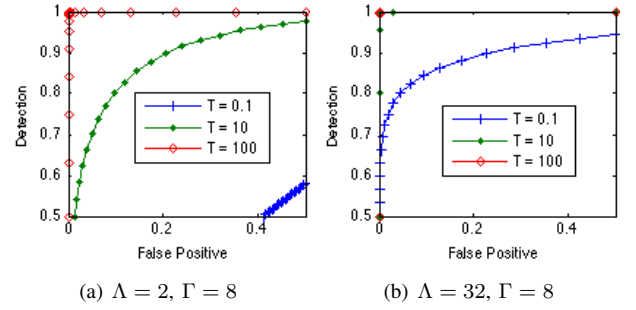 1
0.9
0.8
0.7
0.6
0.5
Detection
0
0.2
0.4
False Positive
T = 0.1
T = 10
T = 100
(a) Λ = 2, Γ = 8
1
0.9
0.8
0.7
0.6
0.5
Detection
0
0.2
0.4
False Positive
T = 0.1
T = 10
T = 100
(b) Λ = 32, Γ = 8